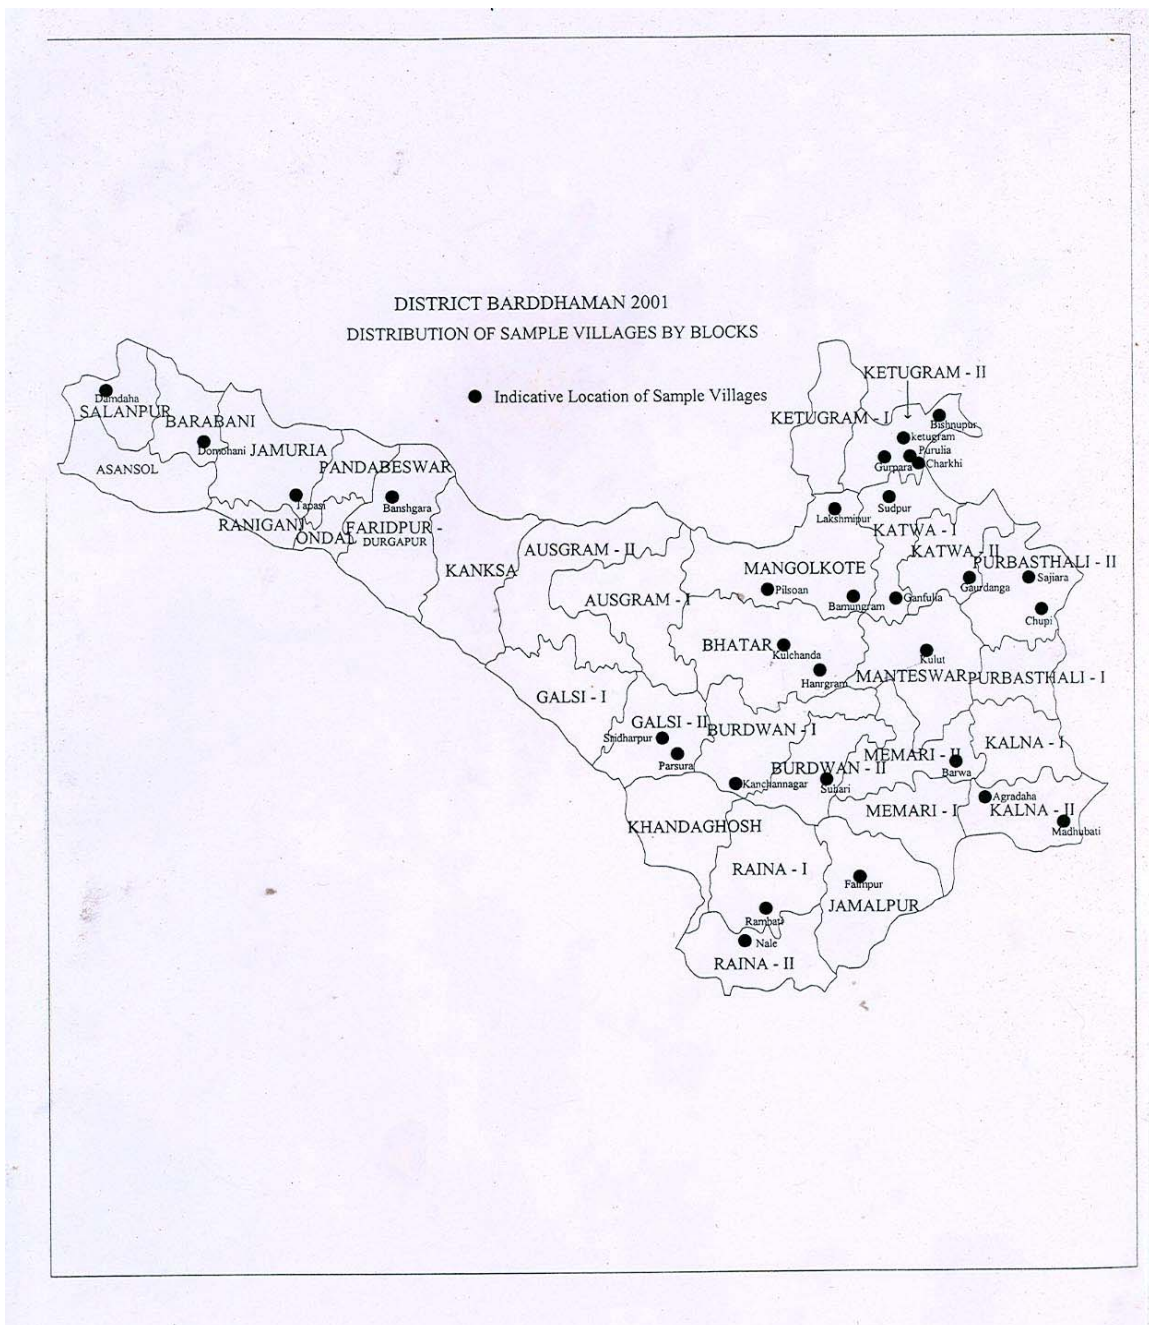 DISTRICT BARDDHAMAN 2001
DISTRIBUTION OF SAMPLE VILLAGES BY BLOCKS
Indicative Location of Sample Villages
KETUGRAM - II
KETUGRAM - I
Bishnupur
ketugram
Purulia
Gurpara
Charkhi
Damdaha
SALANPUR
BARABANI
Domohani
JAMURIA
ASANSOL
PANDABESWAR
Tapasi
Banshgara
RANIGANJ
ONDAL
FARIDPUR -
DURGAPUR
KANKSA
Lakshmipur
Sudpur
KATWA - I
KATWA - II
AUSGRAM - II
AUSGRAM - I
MANGOLKOTE
Pilsoan
Bamungram
Ganfulia
Gaurdanga
PURBASTHALI - II
Sajiara
Chupi
BHATAR
Kulchanda
Hanrgram
Kulut
MANTESWAR
PURBASTHALI - I
GALSI - I
GALSI - II
Sridharpur
Parsura
BURDWAN - I
BURDWAN - II
Kanchannagar
Suhari
MEMARI - II
Barwa
KALNA - I
MEMARI - I
Agradaha
KALNA - II
Madhubati
KHANDAGHOSH
RAINA - I
Rambati
JAMALPUR
Nale
RAINA - II